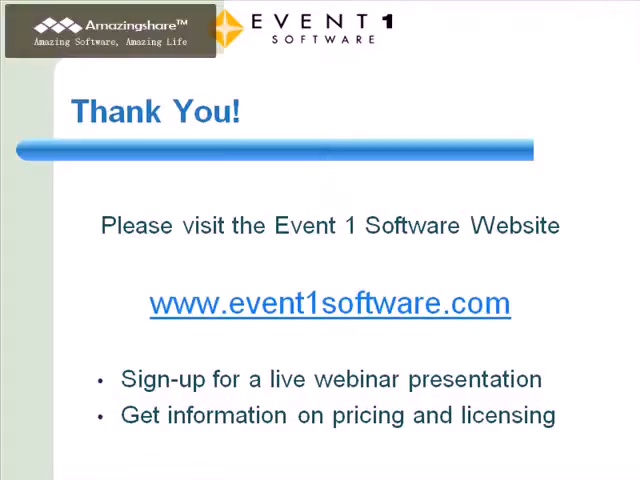 Amazingshare™
Amazing Software, Amazing Life
EVENT 1
SOFTWARE
Thank You!
Please visit the Event 1 Software Website
www.event1software.com
• Sign-up for a live webinar presentation
• Get information on pricing and licensing